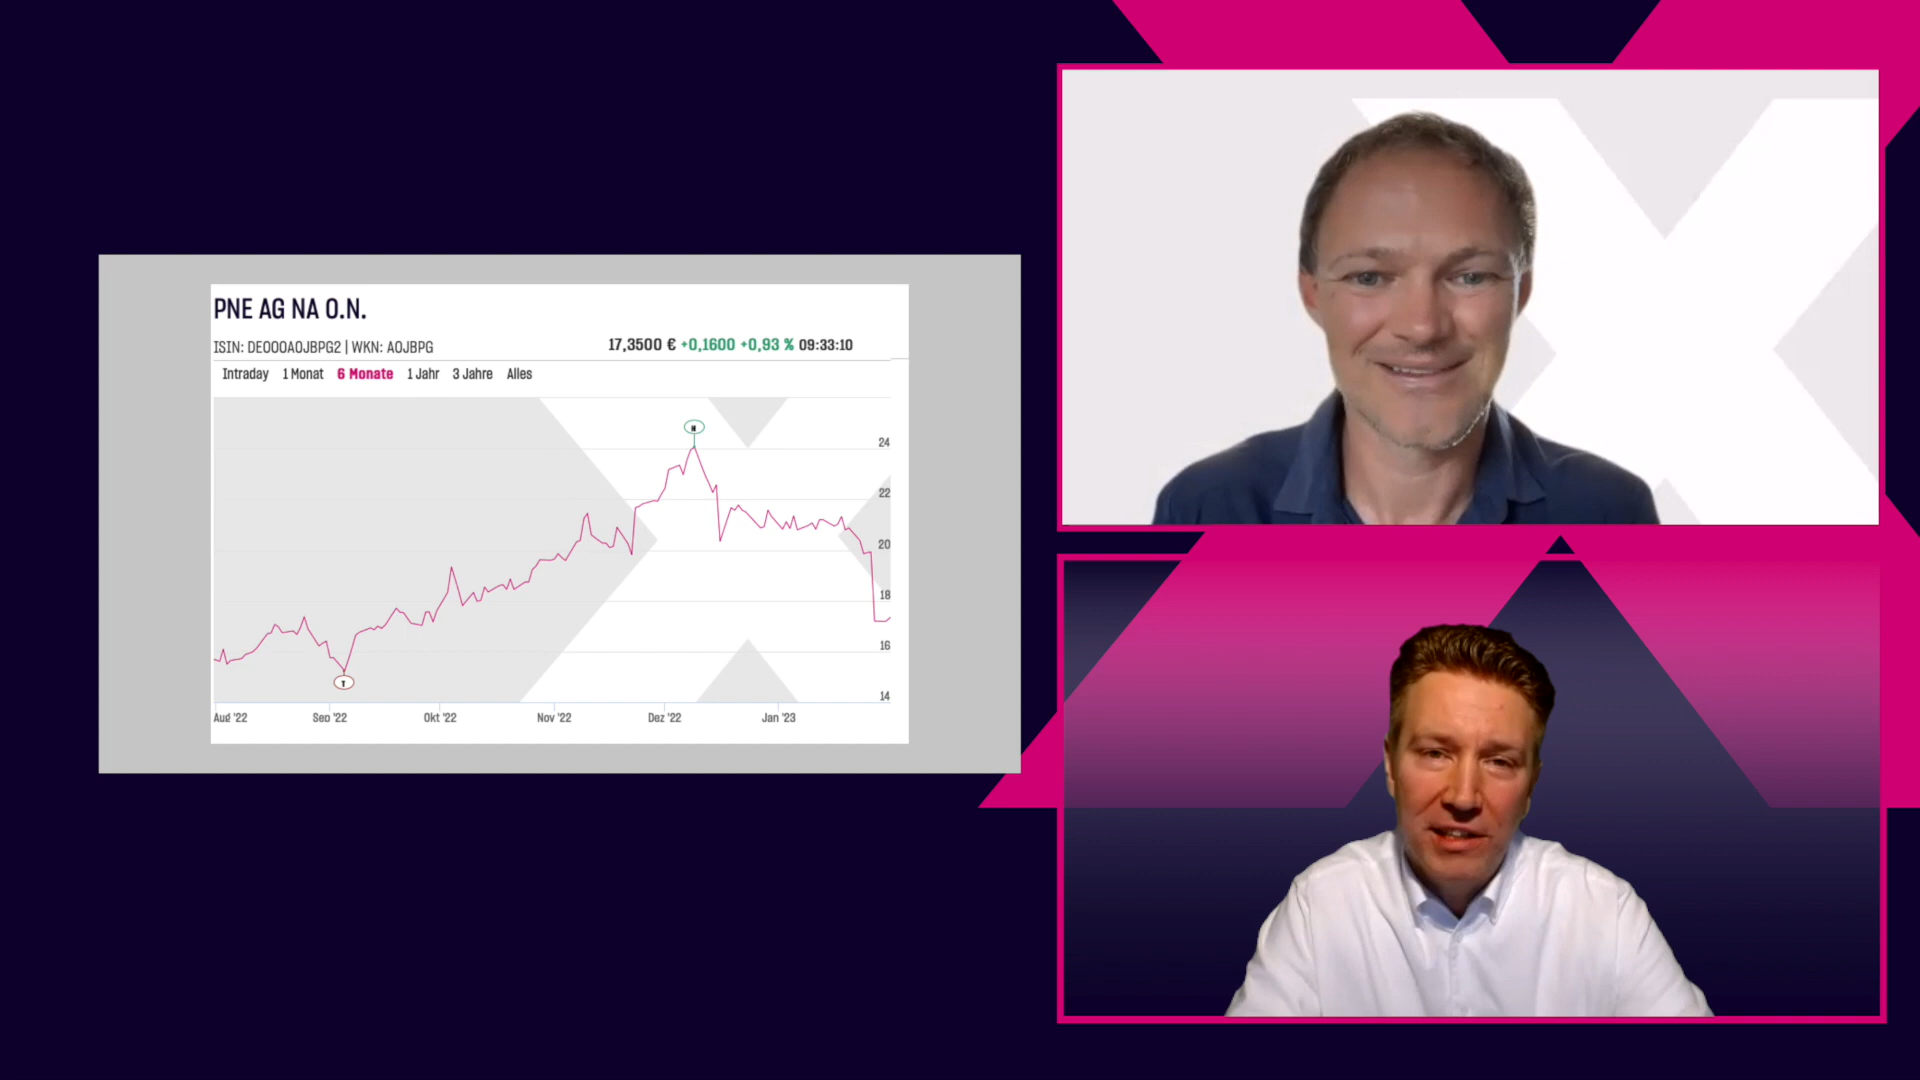 PNE AG NA O.N.
ISIN: DE000A0JBPG2 | WKN: A0JBPG
17,3500 € +0,1600 +0,93 % 09:33:10
Intraday 1 Monat 6 Monate 1 Jahr 3 Jahre Alles
H
24
22
20
18
16
T
14
Aug '22 Sep '22 Okt '22 Nov '22 Dez '22 Jan '23